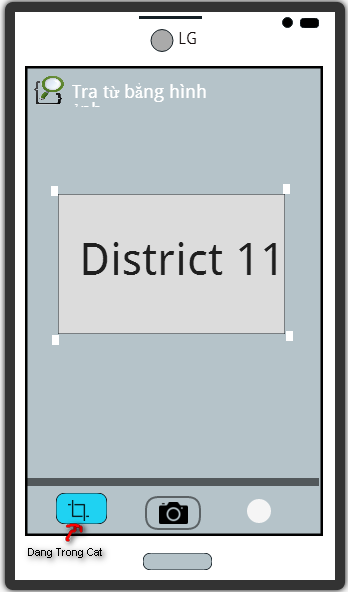 LG
Tra từ bằng hình
District 11
Dang Trong Cat